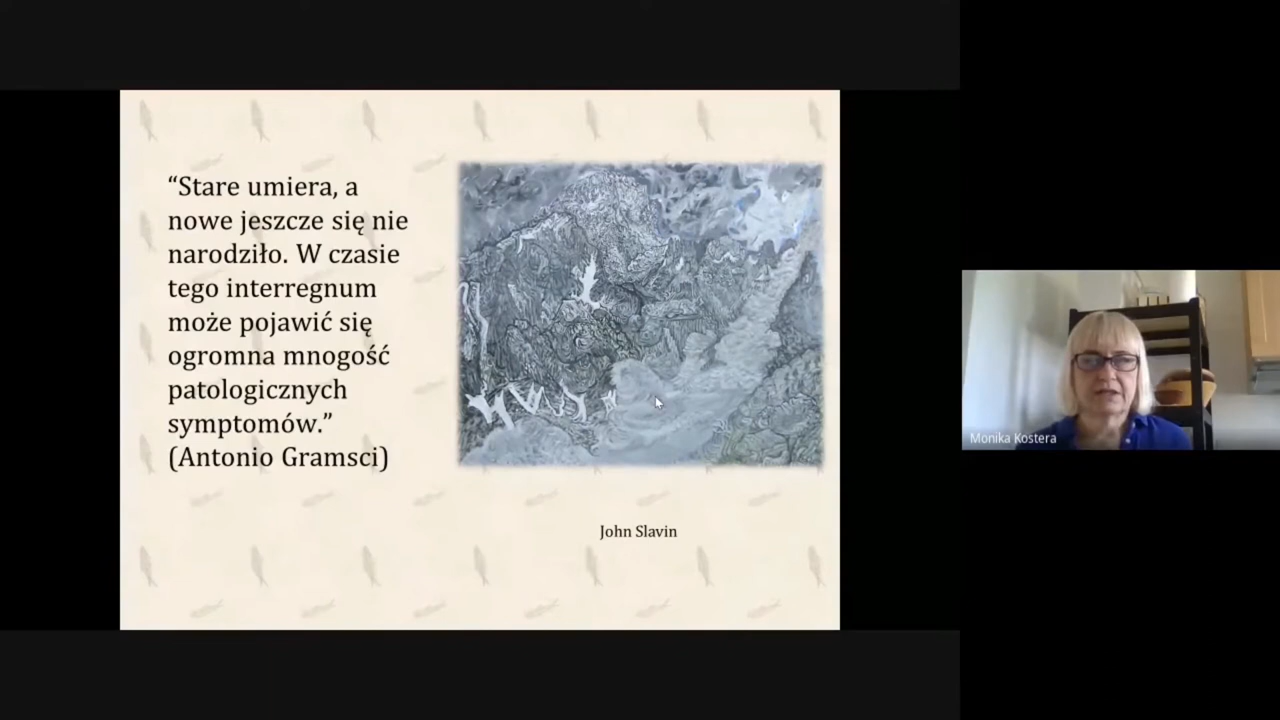 “Stare umiera, a
nowe jeszcze się nie
narodziło. W czasie
tego interregnum
może pojawić się
ogromna mnogość
patologicznych
symptomów.”
(Antonio Gramsci)
John Slavin
Monika Kostera